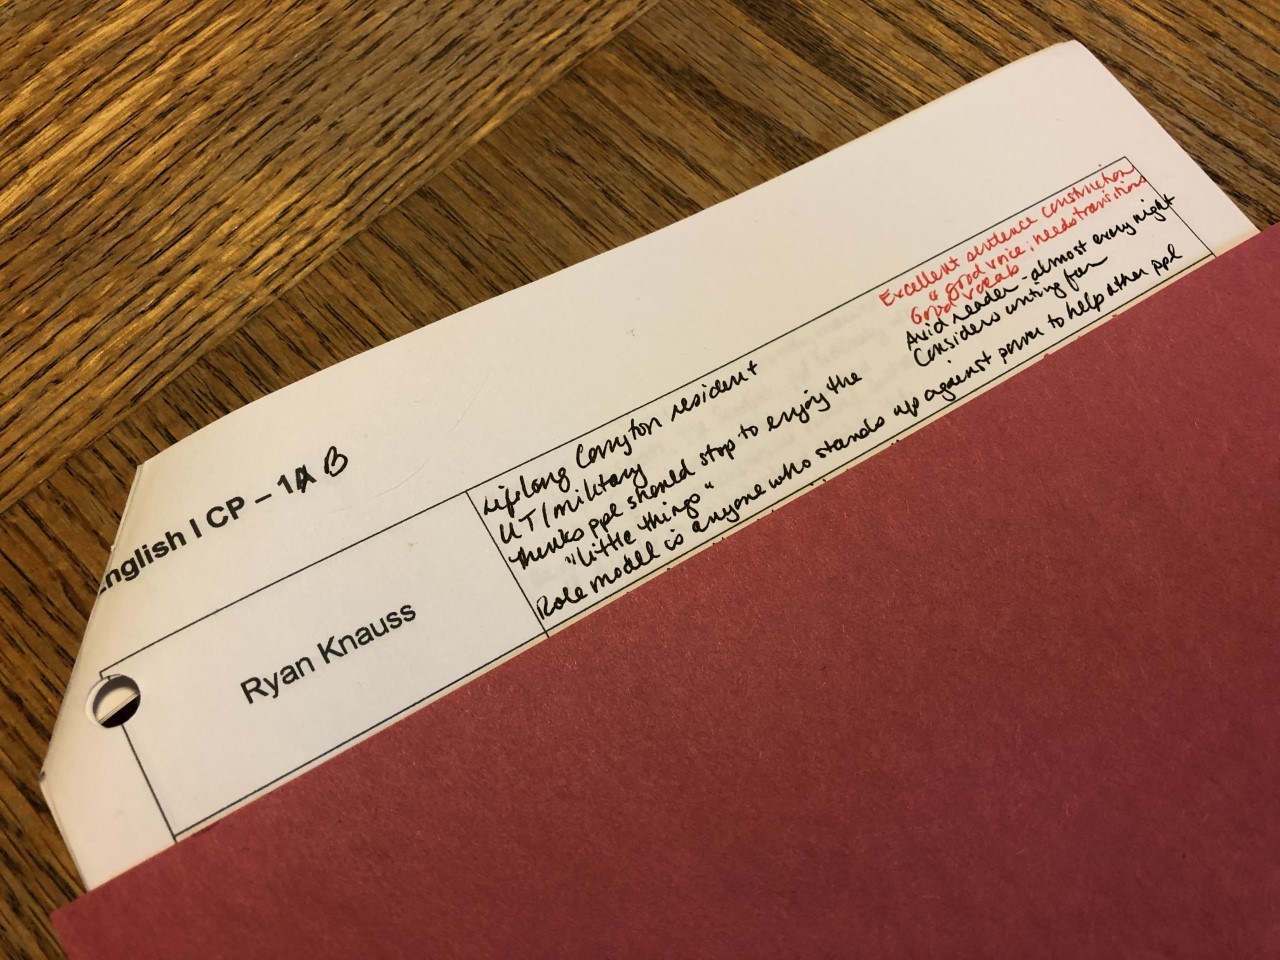 English I CP – 1A B
Ryan Knauss
Lifelong Corryton resident
UT/military
thinks ppl should stop to enjoy the
"little things"
Role model is anyone who stands up against power to help other ppl
Excellent sentence construction
" good voice; needs transitions
Good vocab
Avid reader - almost every night
Considers writing fun